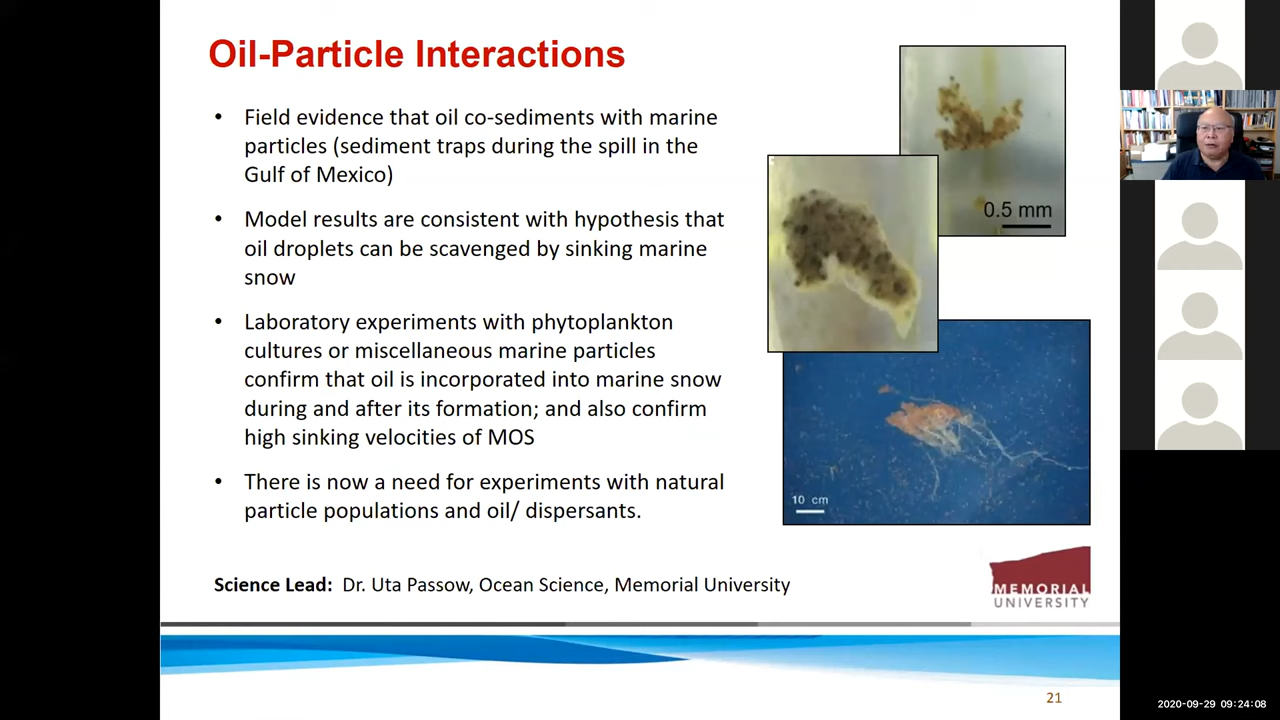 Oil-Particle Interactions
• Field evidence that oil co-sediments with marine
particles (sediment traps during the spill in the
Gulf of Mexico)
• Model results are consistent with hypothesis that
oil droplets can be scavenged by sinking marine
snow
• Laboratory experiments with phytoplankton
cultures or miscellaneous marine particles
confirm that oil is incorporated into marine snow
during and after its formation; and also confirm
high sinking velocities of MOS
• There is now a need for experiments with natural
particle populations and oil/ dispersants.
0.5 mm
10 cm
Science Lead: Dr. Uta Passow, Ocean Science, Memorial University
MEMORIAL
UNIVERSITY
21
2020-09-29 09:24:08